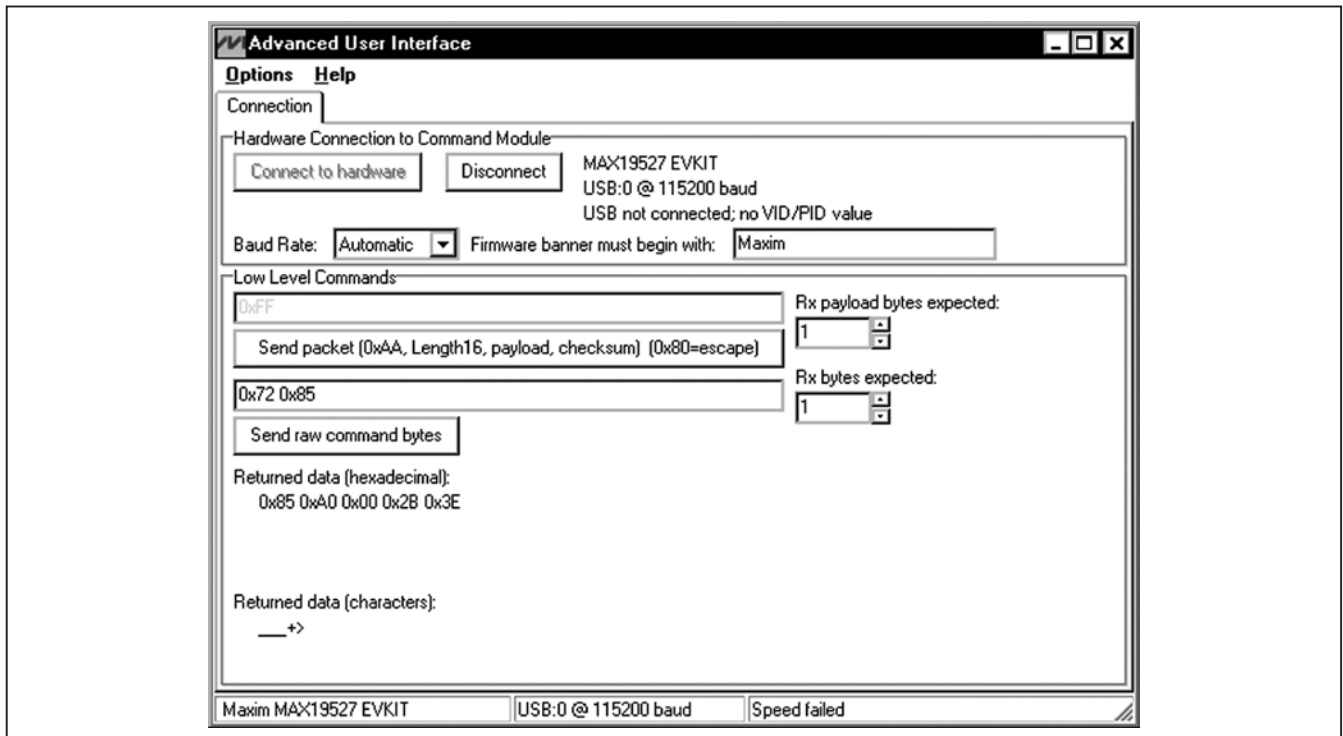 Advanced User Interface
Options Help
Connection
Hardware Connection to Command Module
Connect to hardware Disconnect MAX19527 EVKIT
USB:0 @ 115200 baud
USB not connected; no VID/PID value
Baud Rate: Automatic Firmware banner must begin with: Maxim
Low Level Commands
0xFF Rx payload bytes expected:
1
Send packet (0xAA, Length16, payload, checksum) (0x80=escape)
Rx bytes expected:
0x72 0x85
1
Send raw command bytes
Returned data (hexadecimal):
0x85 0xA0 0x00 0x2B 0x3E
Returned data (characters):
___+>
Maxim MAX19527 EVKIT USB:0 @ 115200 baud Speed failed